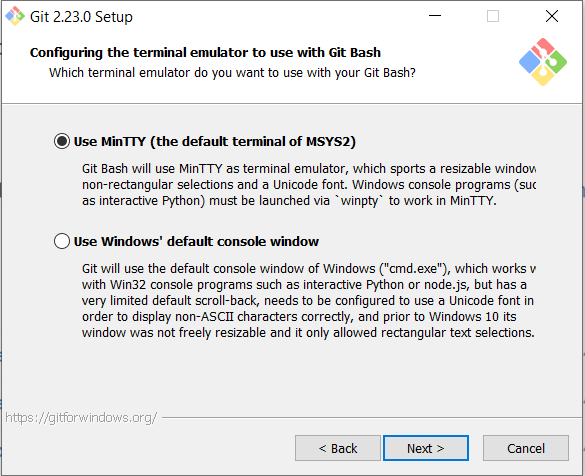 Git 2.23.0 Setup
Configuring the terminal emulator to use with Git Bash
Which terminal emulator do you want to use with your Git Bash?
Use MinTTY (the default terminal of MSYS2)
Git Bash will use MinTTY as terminal emulator, which sports a resizable window
non-rectangular selections and a Unicode font. Windows console programs (suc
as interactive Python) must be launched via `winpty` to work in MinTTY.
Use Windows' default console window
Git will use the default console window of Windows ("cmd.exe"), which works w
with Win32 console programs such as interactive Python or node.js, but has a
very limited default scroll-back, needs to be configured to use a Unicode font in
order to display non-ASCII characters correctly, and prior to Windows 10 its
window was not freely resizable and it only allowed rectangular text selections.
https://gitforwindows.org/
< Back
Next >
Cancel